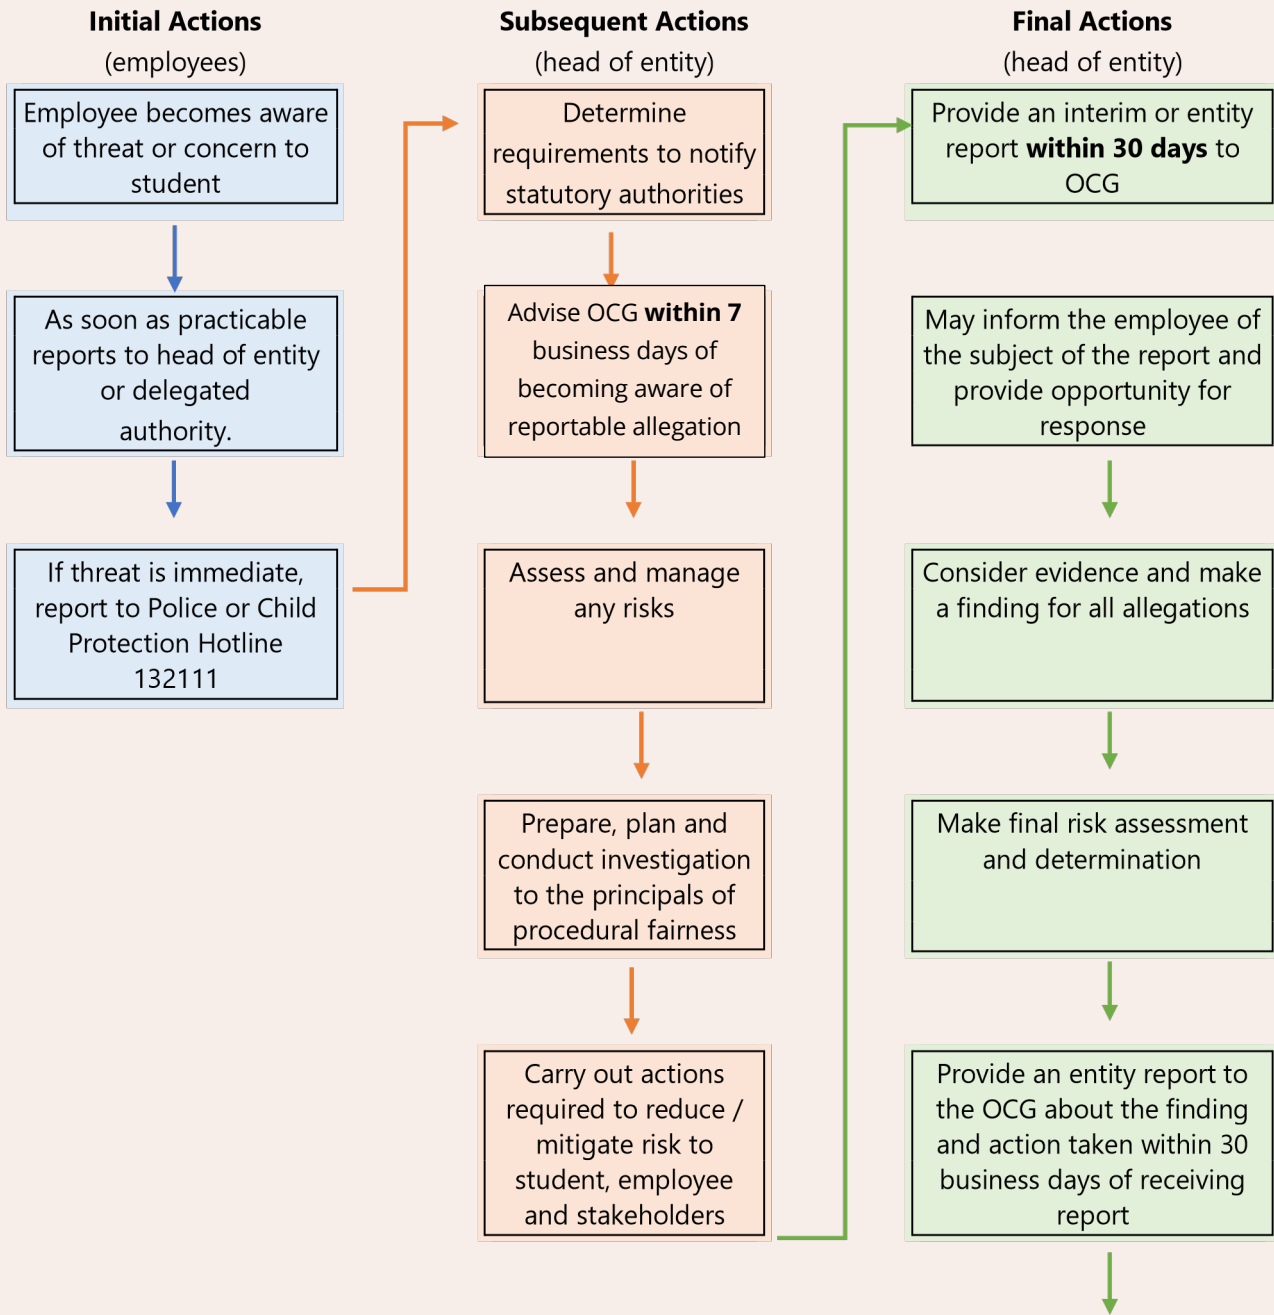 Initial Actions
(employees)
Employee becomes aware
of threat or concern to
student
As soon as practicable
reports to head of entity
or delegated
authority.
If threat is immediate,
report to Police or Child
Protection Hotline
132111
Subsequent Actions
(head of entity)
Determine
requirements to notify
statutory authorities
Advise OCG within 7
business days of
becoming aware of
reportable allegation
Assess and manage
any risks
Prepare, plan and
conduct investigation
to the principals of
procedural fairness
Carry out actions
required to reduce /
mitigate risk to
student, employee
and stakeholders
Final Actions
(head of entity)
Provide an interim or entity
report within 30 days to
OCG
May inform the employee of
the subject of the report and
provide opportunity for
response
Consider evidence and make
a finding for all allegations
Make final risk assessment
and determination
Provide an entity report to
the OCG about the finding
and action taken within 30
business days of receiving
report